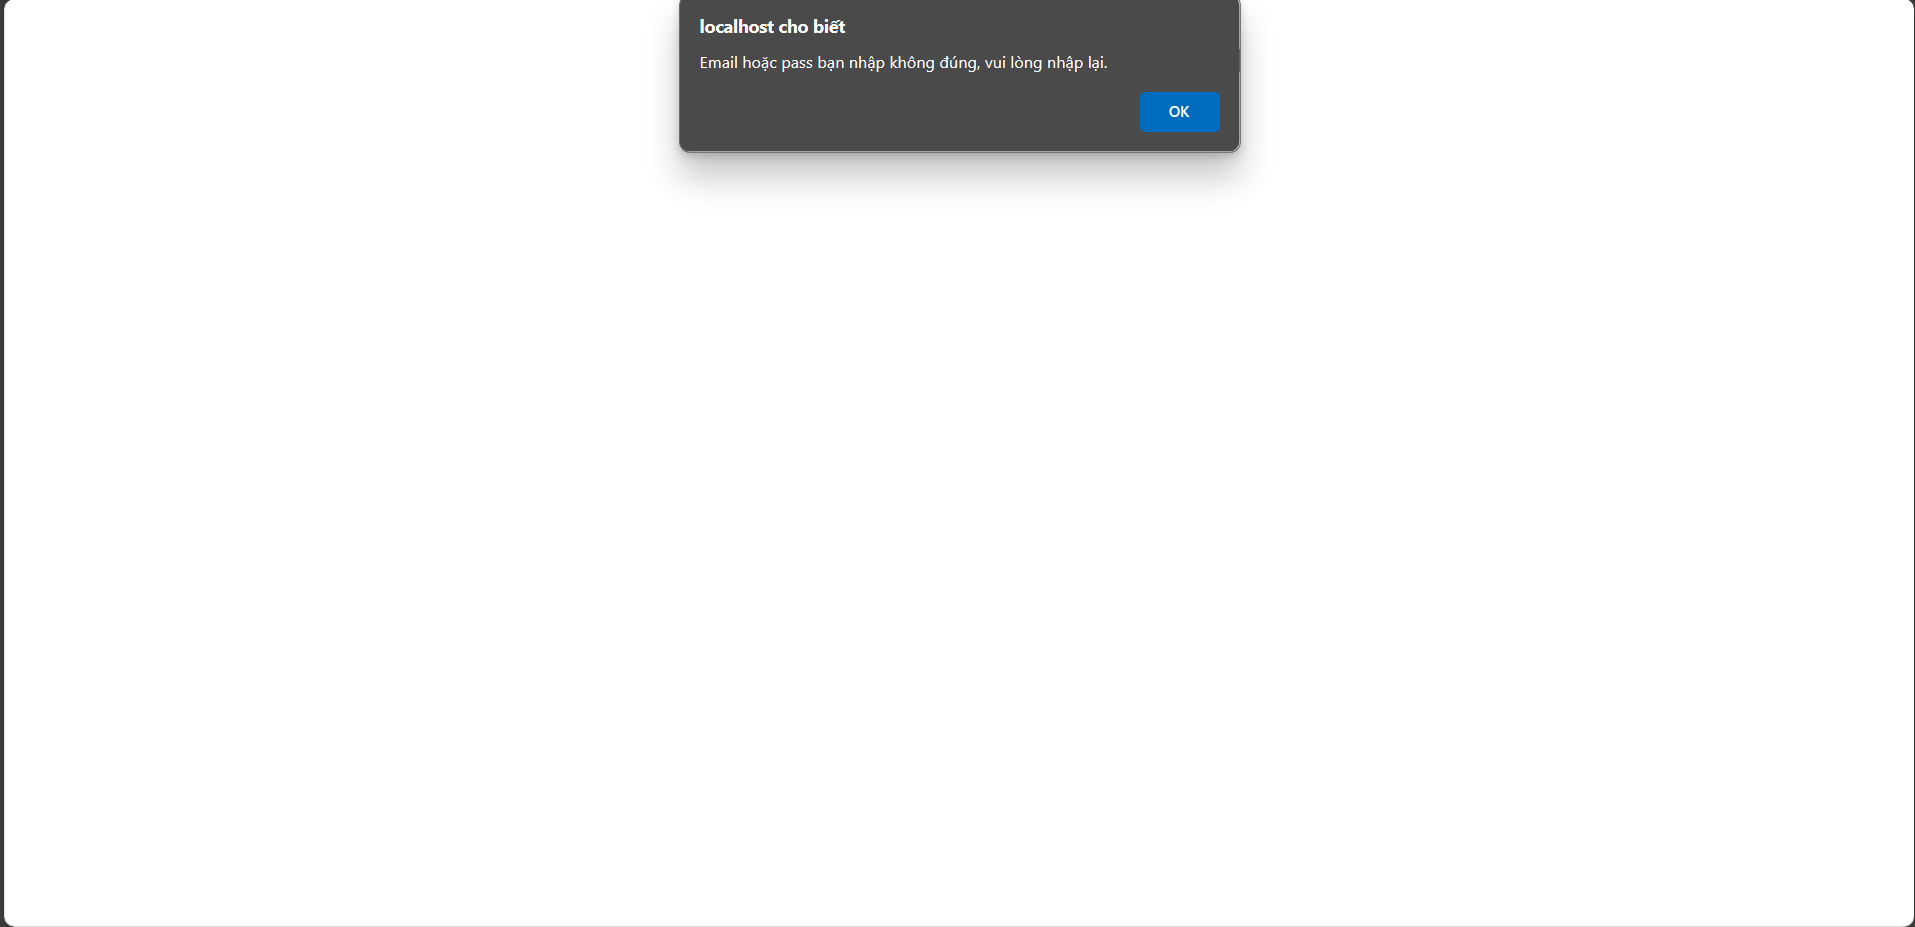 localhost cho biết
Email hoặc pass bạn nhập không đúng, vui lòng nhập lại.
OK